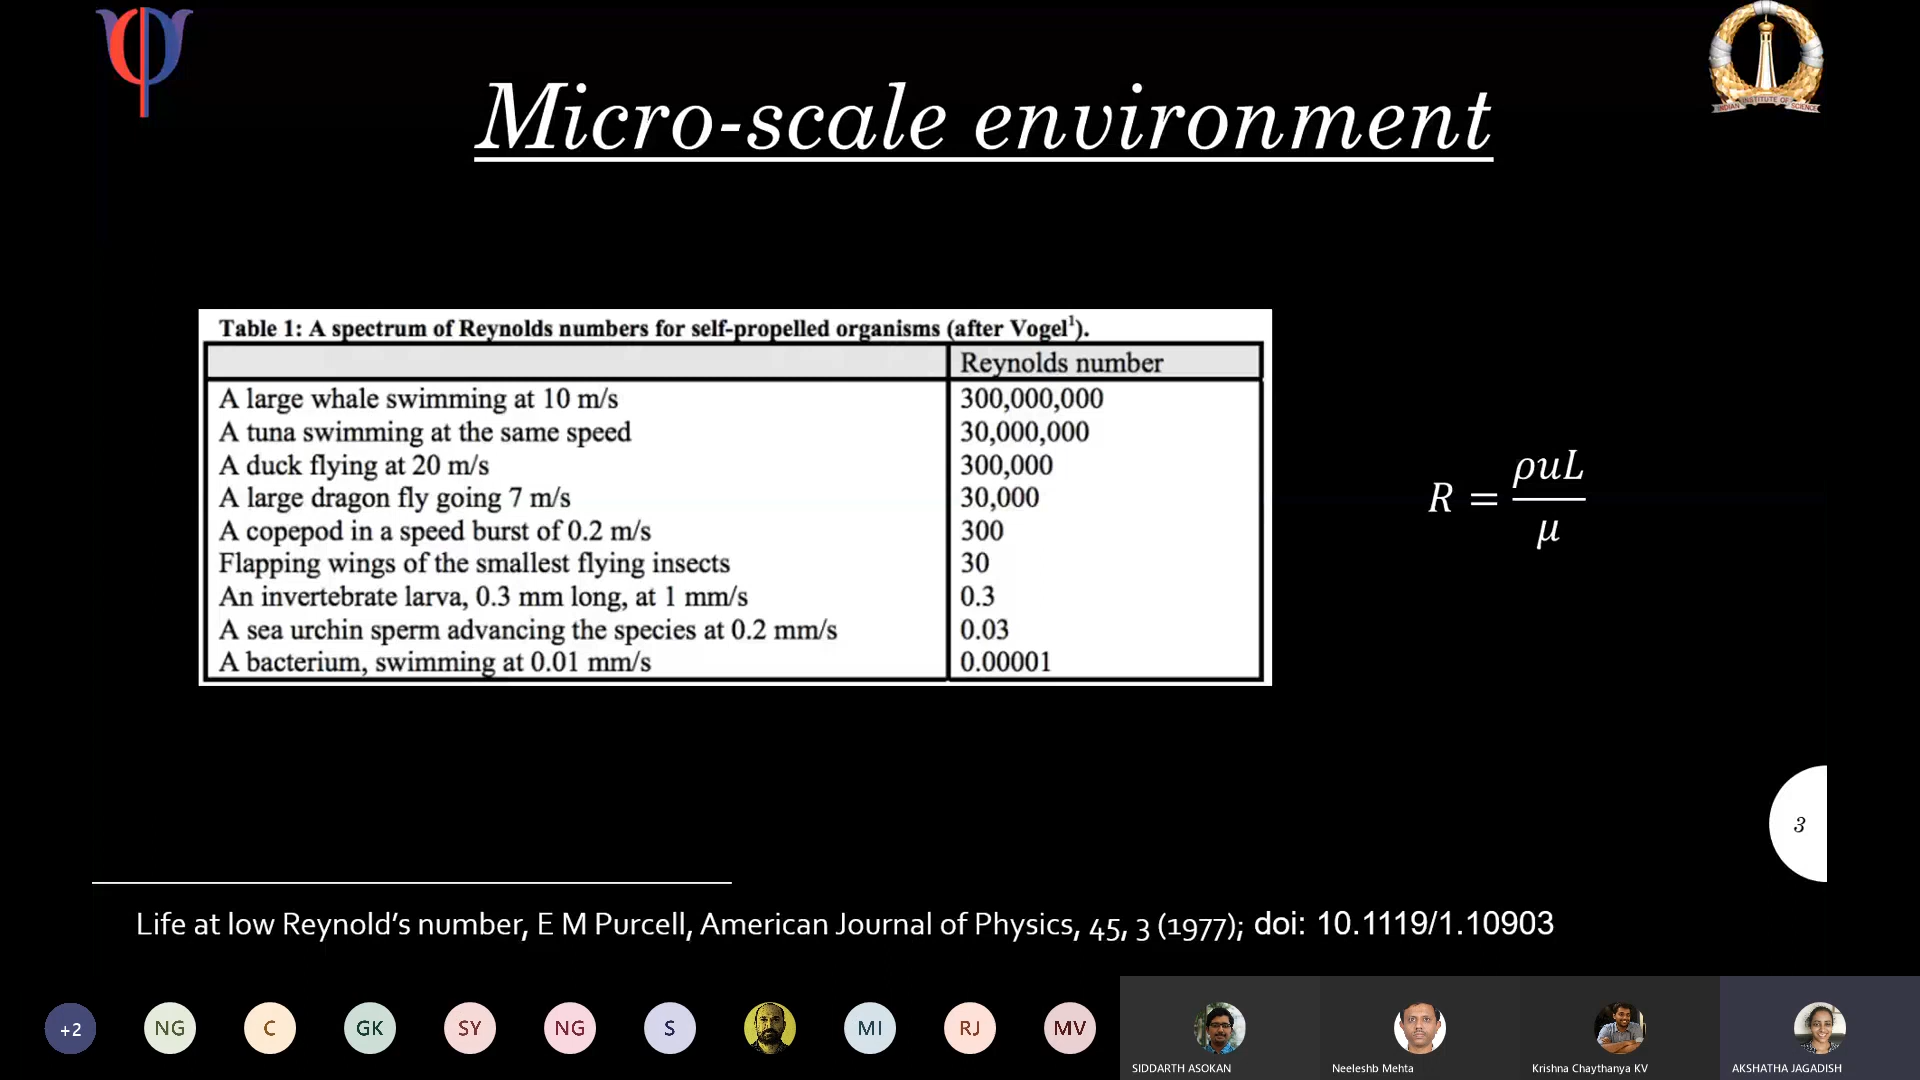 Micro-scale environment
INDIAN INSTITUTE OF SCIENCE
Table 1: A spectrum of Reynolds numbers for self-propelled organisms (after Vogel¹).
Reynolds number
A large whale swimming at 10 m/s 300,000,000
A tuna swimming at the same speed 30,000,000
A duck flying at 20 m/s 300,000
A large dragon fly going 7 m/s 30,000
A copepod in a speed burst of 0.2 m/s 300
Flapping wings of the smallest flying insects 30
An invertebrate larva, 0.3 mm long, at 1 mm/s 0.3
A sea urchin sperm advancing the species at 0.2 mm/s 0.03
A bacterium, swimming at 0.01 mm/s 0.00001
R = ρuL/μ
3
Life at low Reynold’s number, E M Purcell, American Journal of Physics, 45, 3 (1977); doi: 10.1119/1.10903
+2 NG C GK SY NG S MI RJ MV
SIDDARTH ASOKAN Neeleshb Mehta Krishna Chaythanya KV AKSHATHA JAGADISH